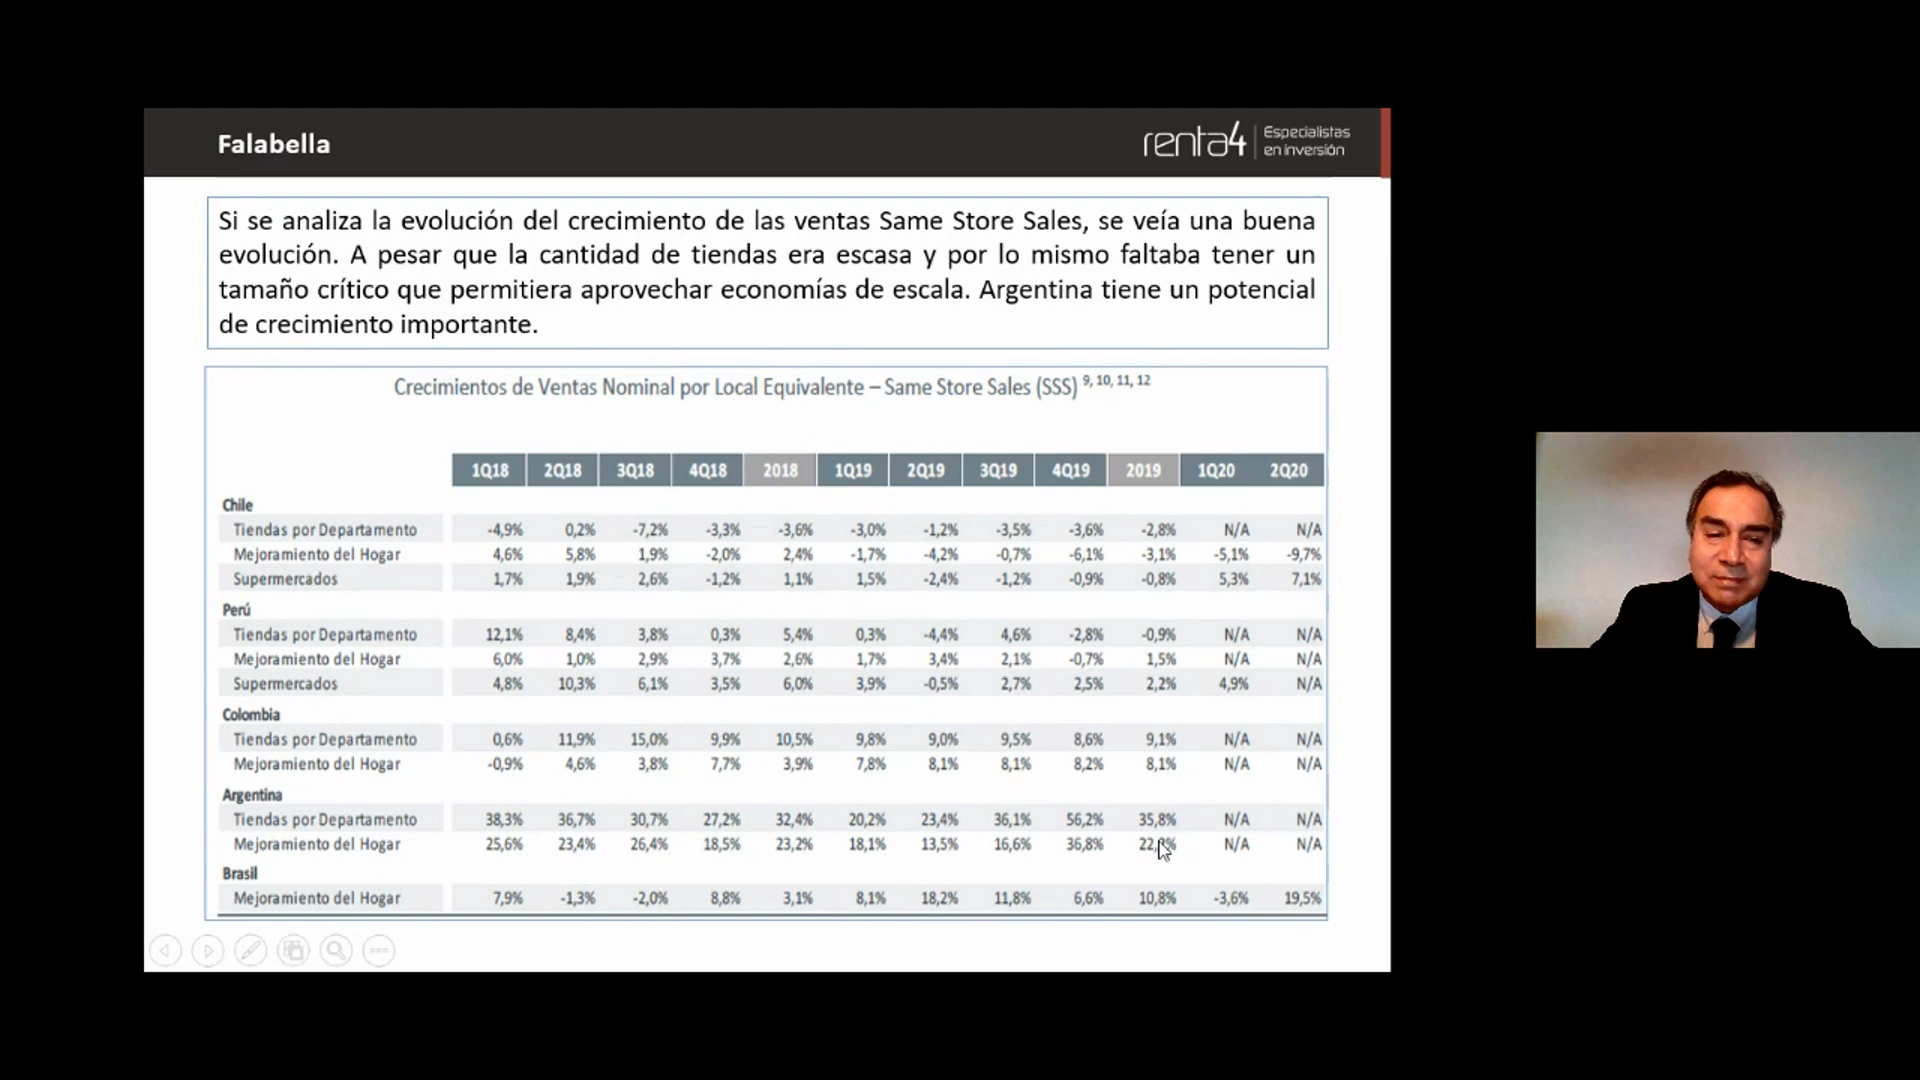 Falabella
renta4 Especialistas en inversión
Si se analiza la evolución del crecimiento de las ventas Same Store Sales, se veía una buena
evolución. A pesar que la cantidad de tiendas era escasa y por lo mismo faltaba tener un
tamaño crítico que permitiera aprovechar economías de escala. Argentina tiene un potencial
de crecimiento importante.
Crecimientos de Ventas Nominal por Local Equivalente – Same Store Sales (SSS) 9, 10, 11, 12
1Q18 2Q18 3Q18 4Q18 2018 1Q19 2Q19 3Q19 4Q19 2019 1Q20 2Q20
Chile
Tiendas por Departamento -4,9% 0,2% -7,2% -3,3% -3,6% -3,0% -1,2% -3,5% -3,6% -2,8% N/A N/A
Mejoramiento del Hogar 4,6% 5,8% 1,9% -2,0% 2,4% -1,7% -4,2% -0,7% -6,1% -3,1% -5,1% -9,7%
Supermercados 1,7% 1,9% 2,6% -1,2% 1,1% 1,5% -2,4% -1,2% -0,9% -0,8% 5,3% 7,1%
Perú
Tiendas por Departamento 12,1% 8,4% 3,8% 0,3% 5,4% 0,3% -4,4% 4,6% -2,8% -0,9% N/A N/A
Mejoramiento del Hogar 6,0% 1,0% 2,9% 3,7% 2,6% 1,7% 3,4% 2,1% -0,7% 1,5% N/A N/A
Supermercados 4,8% 10,3% 6,1% 3,5% 6,0% 3,9% -0,5% 2,7% 2,5% 2,2% 4,9% N/A
Colombia
Tiendas por Departamento 0,6% 11,9% 15,0% 9,9% 10,5% 9,8% 9,0% 9,5% 8,6% 9,1% N/A N/A
Mejoramiento del Hogar -0,9% 4,6% 3,8% 7,7% 3,9% 7,8% 8,1% 8,1% 8,2% 8,1% N/A N/A
Argentina
Tiendas por Departamento 38,3% 36,7% 30,7% 27,2% 32,4% 20,2% 23,4% 36,1% 56,2% 35,8% N/A N/A
Mejoramiento del Hogar 25,6% 23,4% 26,4% 18,5% 23,2% 18,1% 13,5% 16,6% 36,8% N/A N/A
Brasil
Mejoramiento del Hogar 7,9% -1,3% -2,0% 8,8% 3,1% 8,1% 18,2% 11,8% 6,6% 10,8% -3,6% 19,5%